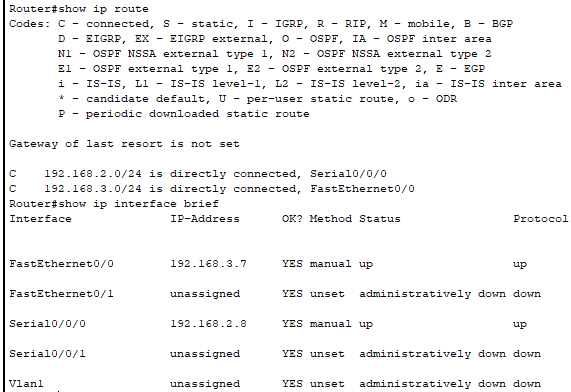 Router#show ip route
Codes: C - connected, S - static, I - IGRP, R - RIP, M - mobile, B - BGP
D - EIGRP, EX - EIGRP external, O - OSPF, IA - OSPF inter area
N1 - OSPF NSSA external type 1, N2 - OSPF NSSA external type 2
E1 - OSPF external type 1, E2 - OSPF external type 2, E - EGP
i - IS-IS, L1 - IS-IS level-1, L2 - IS-IS level-2, ia - IS-IS inter area
* - candidate default, U - per-user static route, o - ODR
P - periodic downloaded static route
Gateway of last resort is not set
C 192.168.2.0/24 is directly connected, Serial0/0/0
C 192.168.3.0/24 is directly connected, FastEthernet0/0
Router#show ip interface brief
Interface IP-Address OK? Method Status Protocol
FastEthernet0/0 192.168.3.7 YES manual up up
FastEthernet0/1 unassigned YES unset administratively down down
Serial0/0/0 192.168.2.8 YES manual up up
Serial0/0/1 unassigned YES unset administratively down down
Vlan1 unassigned YES unset administratively down down